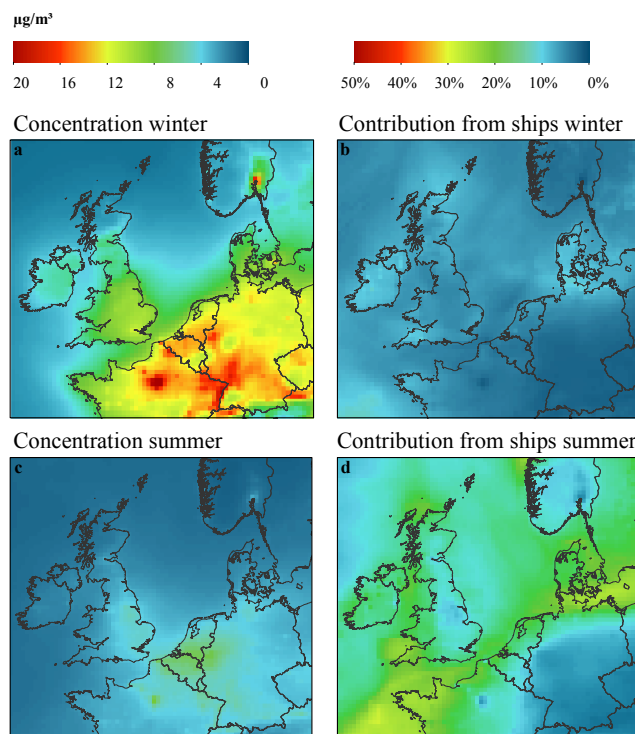 µg/m³
20 16 12 8 4 0
50% 40% 30% 20% 10% 0%
Concentration winter
Contribution from ships winter
a
b
Concentration summer
Contribution from ships summer
c
d